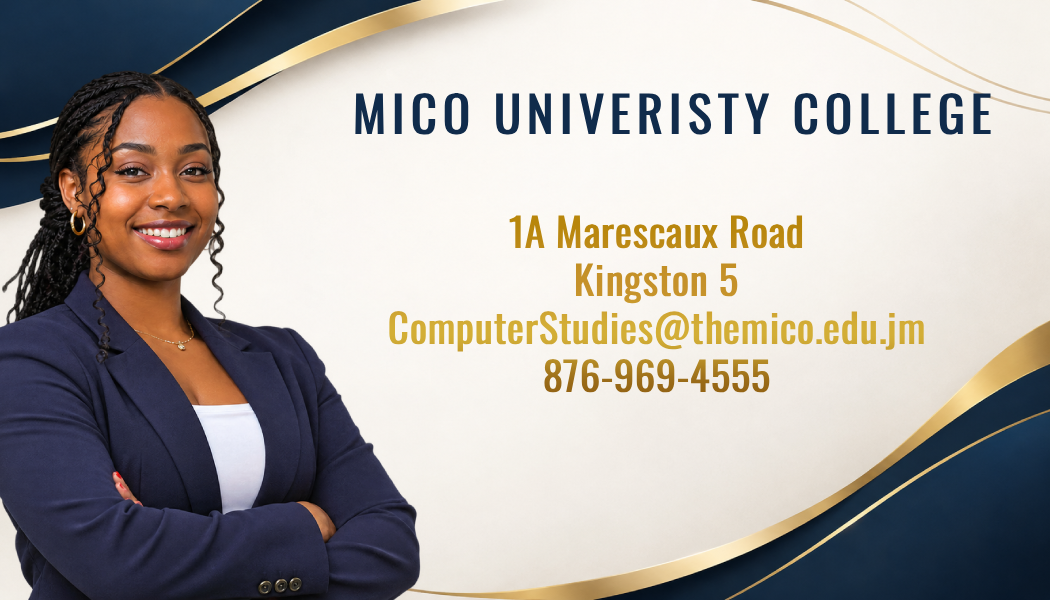 MICO UNIVERISTY COLLEGE
1A Marescaux Road
Kingston 5
ComputerStudies@themico.edu.jm
876-969-4555